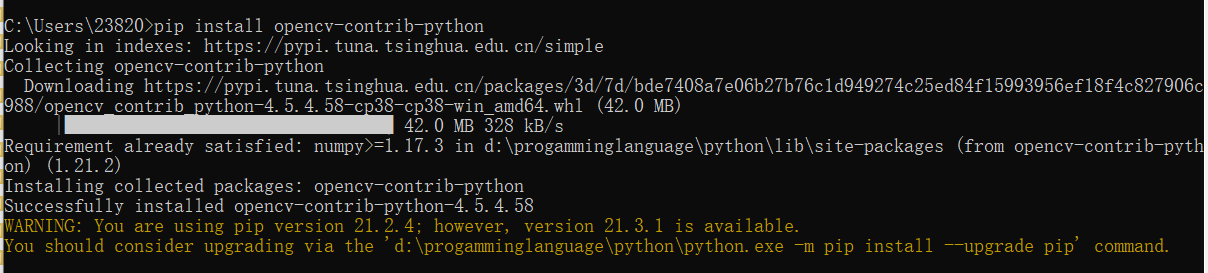 C:\Users\23820>pip install opencv-contrib-python
Looking in indexes: https://pypi.tuna.tsinghua.edu.cn/simple
Collecting opencv-contrib-python
  Downloading https://pypi.tuna.tsinghua.edu.cn/packages/3d/7d/bde7408a7e06b27b76c1d949274c25ed84f15993956ef18f4c827906c
988/opencv_contrib_python-4.5.4.58-cp38-cp38-win_amd64.whl (42.0 MB)
     |████████████████████████████████| 42.0 MB 328 kB/s
Requirement already satisfied: numpy>=1.17.3 in d:\progamminglanguage\python\lib\site-packages (from opencv-contrib-pyth
on) (1.21.2)
Installing collected packages: opencv-contrib-python
Successfully installed opencv-contrib-python-4.5.4.58
WARNING: You are using pip version 21.2.4; however, version 21.3.1 is available.
You should consider upgrading via the 'd:\progamminglanguage\python\python.exe -m pip install --upgrade pip' command.